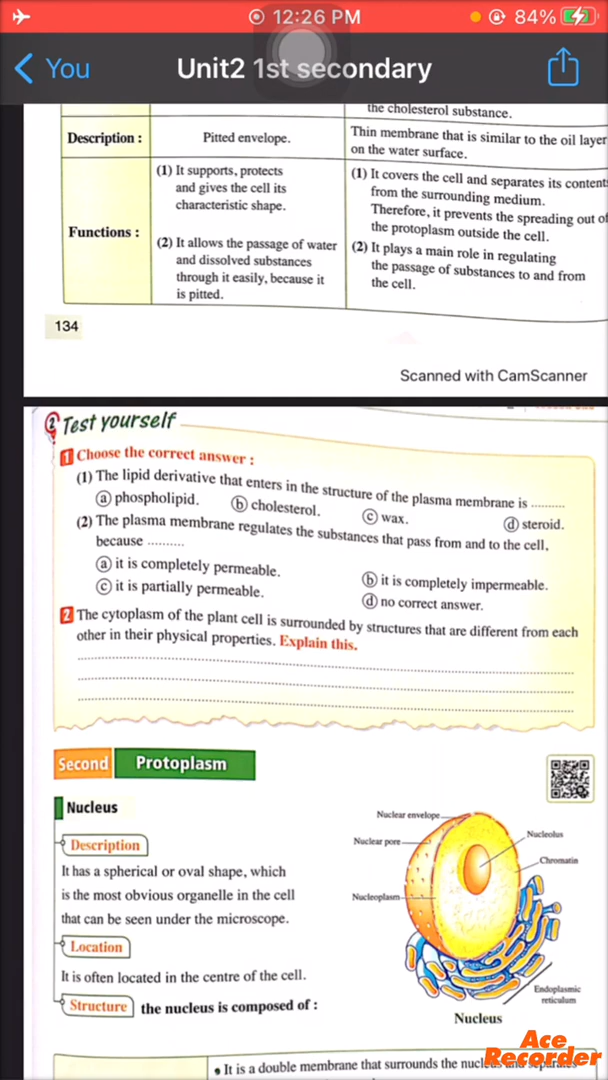 12:26 PM
84%
You
Unit2 1st secondary
the cholesterol substance.
Description :
Pitted envelope.
Thin membrane that is similar to the oil layer
on the water surface.
Functions :
(1) It supports, protects
and gives the cell its
characteristic shape.
(2) It allows the passage of water
and dissolved substances
through it easily, because it
is pitted.
(1) It covers the cell and separates its contents
from the surrounding medium.
Therefore, it prevents the spreading out of
the protoplasm outside the cell.
(2) It plays a main role in regulating
the passage of substances to and from
the cell.
134
Scanned with CamScanner
2 Test yourself
1 Choose the correct answer :
(1) The lipid derivative that enters in the structure of the plasma membrane is ..........
a phospholipid.
b cholesterol.
c wax.
d steroid.
(2) The plasma membrane regulates the substances that pass from and to the cell,
because ..........
a it is completely permeable.
b it is completely impermeable.
c it is partially permeable.
d no correct answer.
2 The cytoplasm of the plant cell is surrounded by structures that are different from each
other in their physical properties. Explain this.
Second Protoplasm
Nucleus
Description
It has a spherical or oval shape, which
is the most obvious organelle in the cell
that can be seen under the microscope.
Location
It is often located in the centre of the cell.
Structure the nucleus is composed of :
Nuclear envelope
Nuclear pore
Nucleoplasm
Nucleolus
Chromatin
Endoplasmic
reticulum
Nucleus
• It is a double membrane that surrounds the
Ace
Recorder